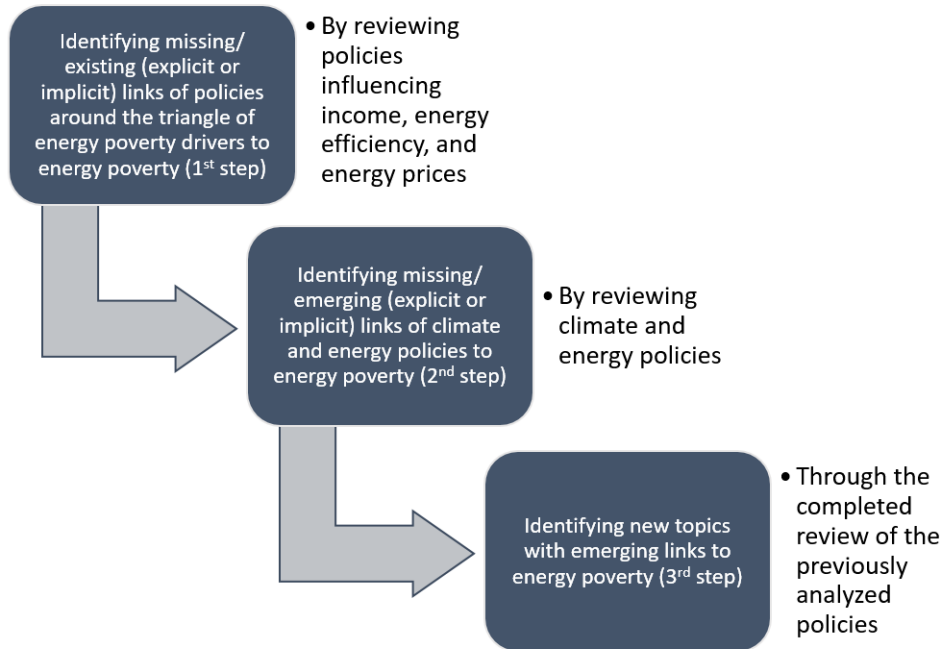 Identifying missing/
existing (explicit or
implicit) links of policies
around the triangle of
energy poverty drivers to
energy poverty (1st step)
• By reviewing
policies
influencing
income, energy
efficiency, and
energy prices
Identifying missing/
emerging (explicit or
implicit) links of climate
and energy policies to
energy poverty (2nd step)
• By reviewing
climate and
energy policies
Identifying new topics
with emerging links to
energy poverty (3rd step)
• Through the
completed
review of the
previously
analyzed
policies